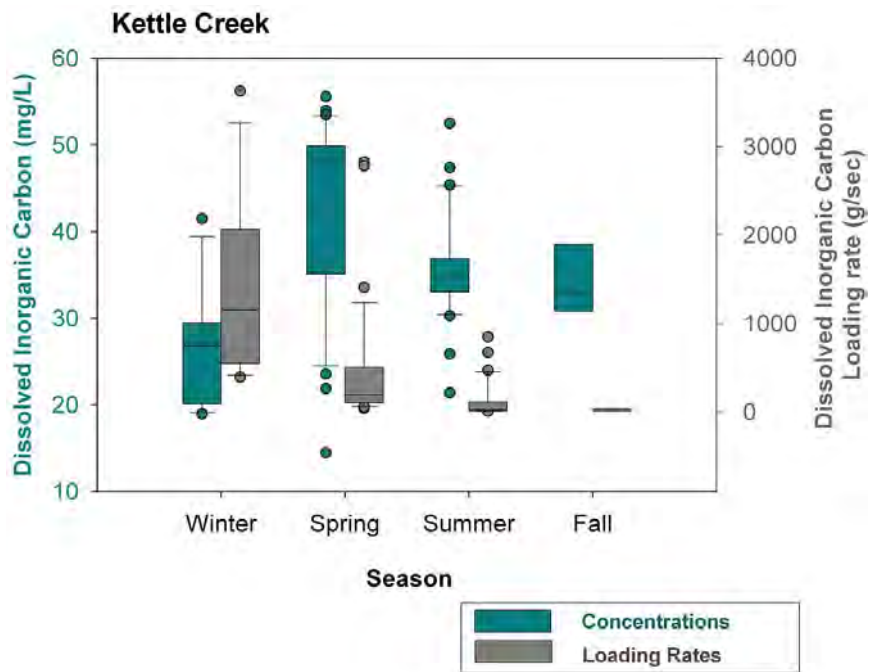 Kettle Creek
60
50
40
30
20
10
Dissolved Inorganic Carbon (mg/L)
4000
3000
2000
1000
0
Dissolved Inorganic Carbon
Loading rate (g/sec)
Winter Spring Summer Fall
Season
Concentrations
Loading Rates